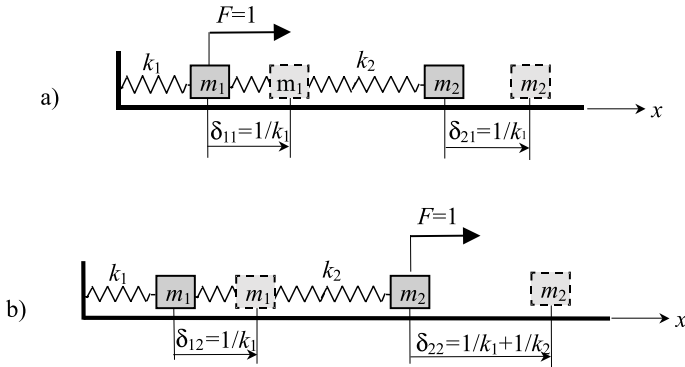 F=1
k₁ k₂
m₁ m₁ m₂ m₂
a)
x
δ₁₁=1/k₁ δ₂₁=1/k₁
F=1
k₁ k₂
m₁ m₁ m₂ m₂
b)
x
δ₁₂=1/k₁ δ₂₂=1/k₁+1/k₂